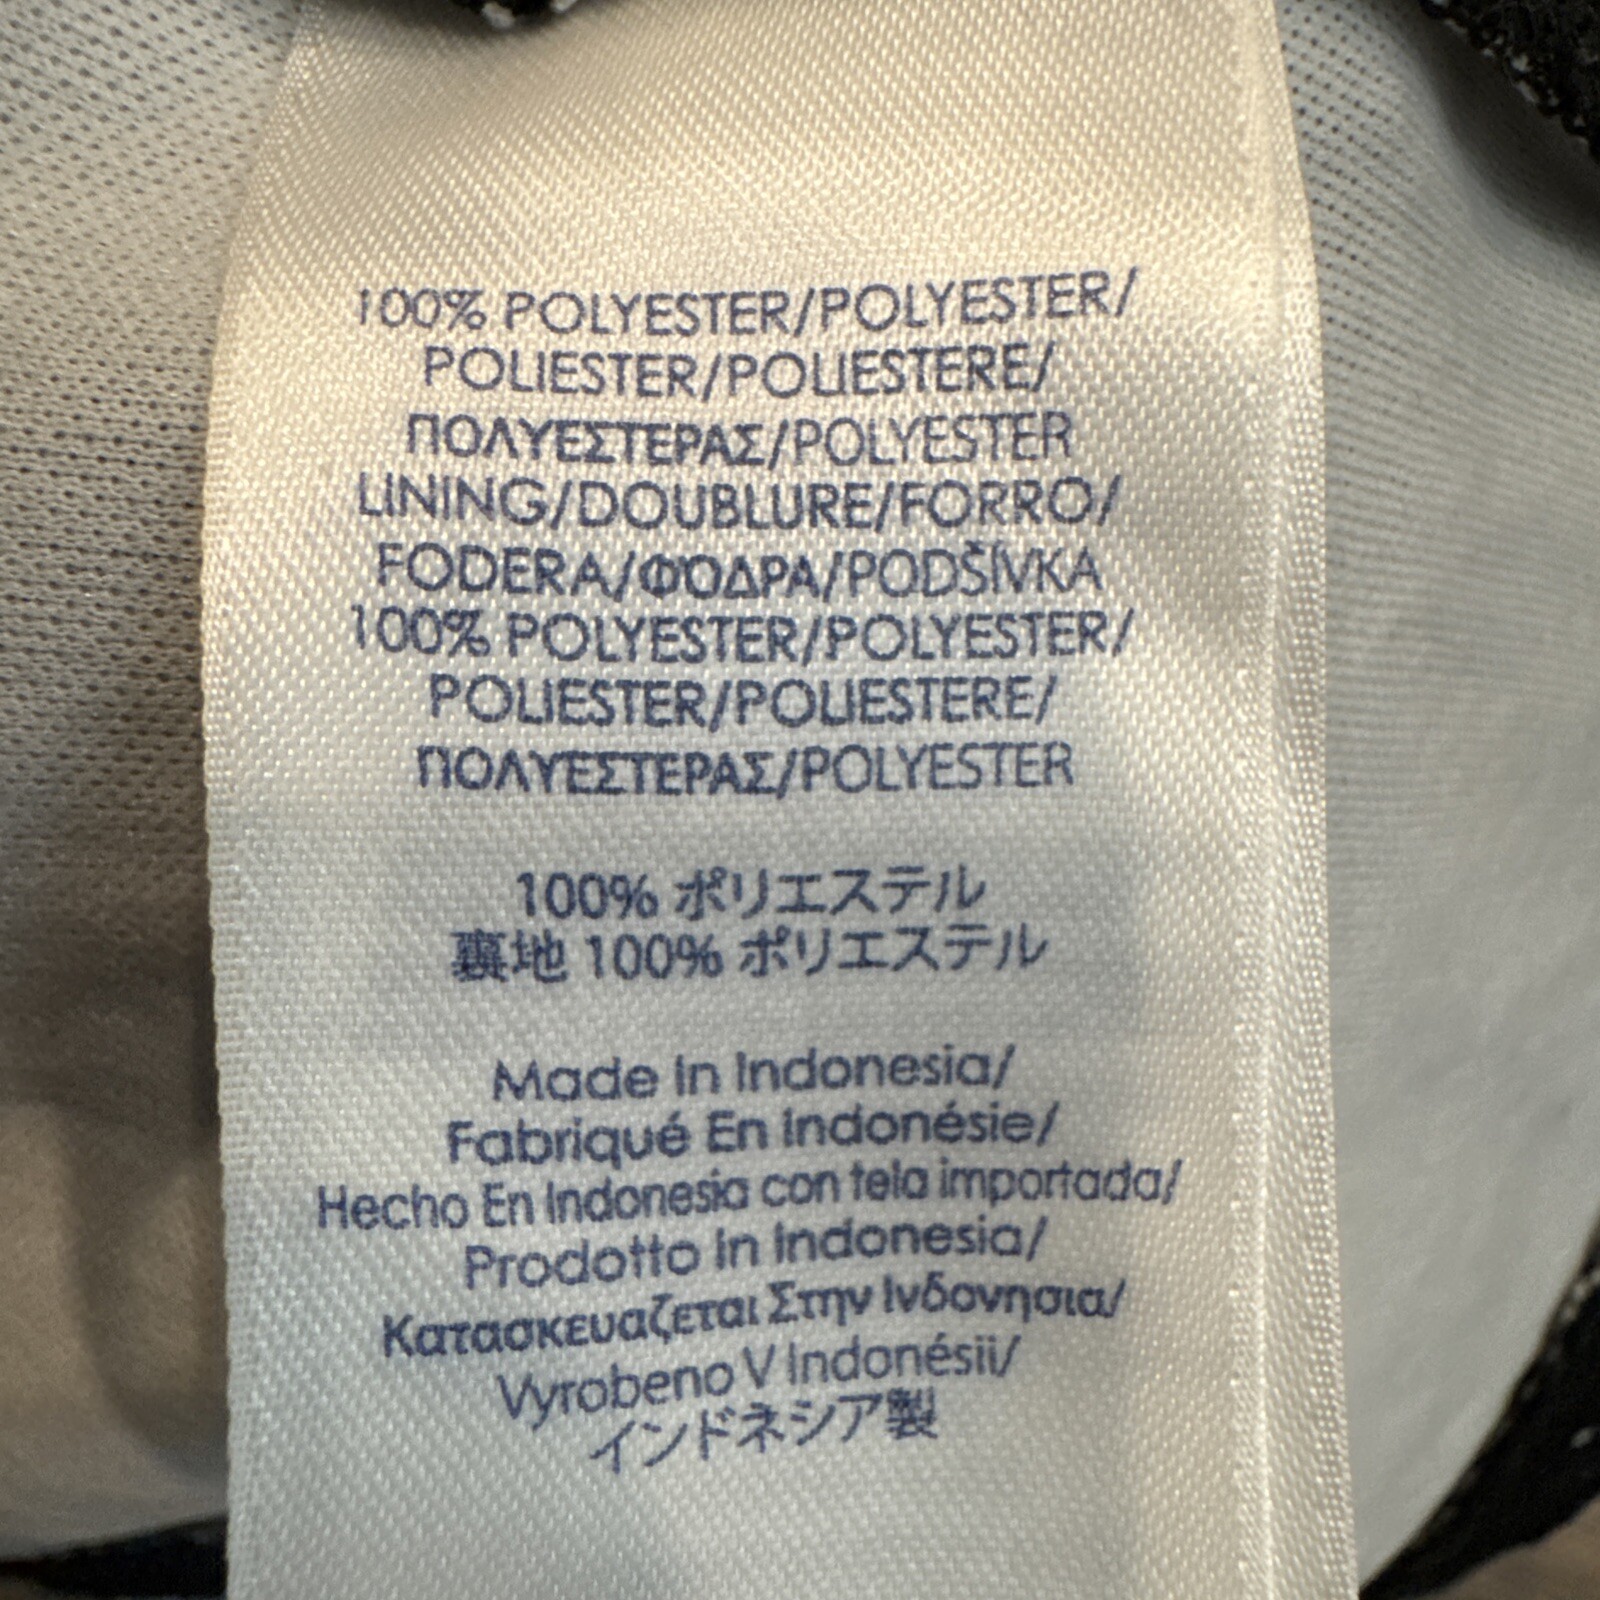 100% POLYESTER/POLYESTER/
POLIESTER/POLIESTERE/
ΠΟΛΥΕΣΤΕΡΑΣ/POLYESTER
LINING/DOUBLURE/FORRO/
FODERA/ΦΌΔΡΑ/PODŠÍVKA
100% POLYESTER/POLYESTER/
POLIESTER/POLIESTERE/
ΠΟΛΥΕΣΤΕΡΑΣ/POLYESTER
100% ポリエステル
裏地 100% ポリエステル
Made In Indonesia/
Fabriqué En Indonésie/
Hecho En Indonesia con tela importada/
Prodotto In Indonesia/
Κατασκευαζεται Στην Ινδονησια/
Vyrobeno V Indonésii/
インドネシア製